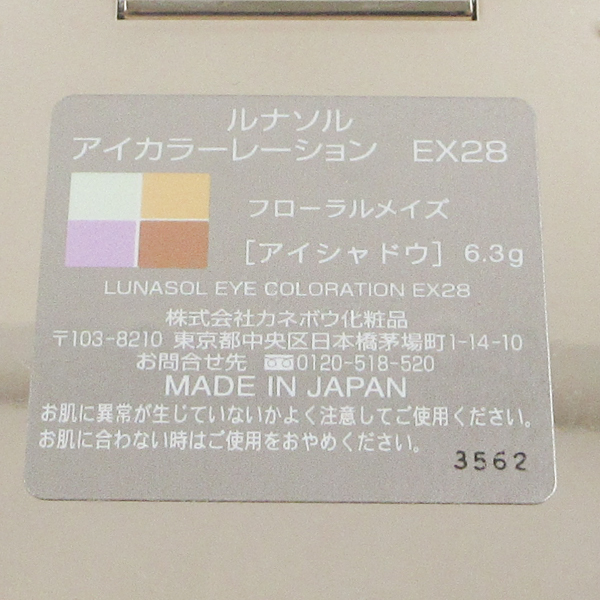 ルナソル
アイカラーレーション EX28
フローラルメイズ
［アイシャドウ］ 6.3g
LUNASOL EYE COLORATION EX28
株式会社カネボウ化粧品
〒103-8210 東京都中央区日本橋茅場町1-14-10
お問合せ先 0120-518-520
MADE IN JAPAN
お肌に異常が生じていないかよく注意してご使用ください。
お肌に合わない時はご使用をおやめください。
3562